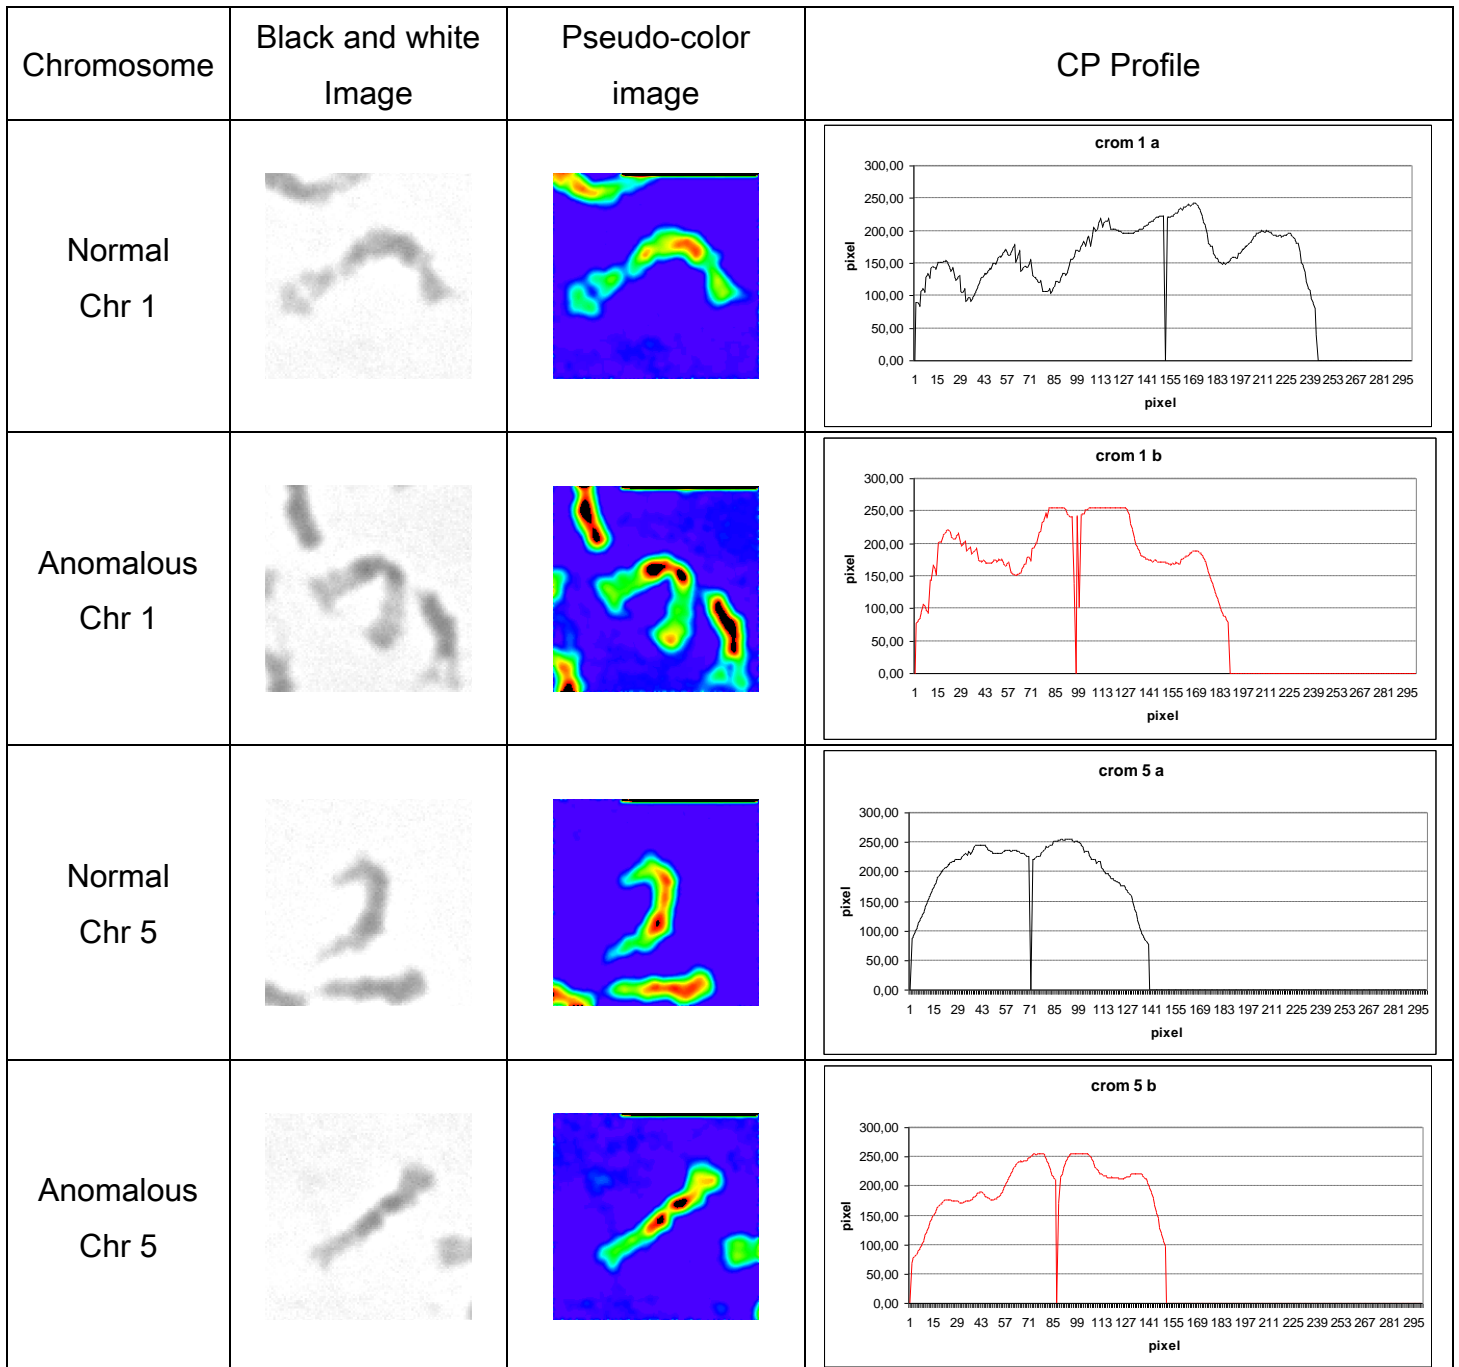 Chromosome
Black and white
Image
Pseudo-color
image
CP Profile
Normal
Chr 1
crom 1 a
300,00
250,00
200,00
150,00
100,00
50,00
0,00
pixel
1 15 29 43 57 71 85 99 113 127 141 155 169 183 197 211 225 239 253 267 281 295
pixel
Anomalous
Chr 1
crom 1 b
300,00
250,00
200,00
150,00
100,00
50,00
0,00
pixel
1 15 29 43 57 71 85 99 113 127 141 155 169 183 197 211 225 239 253 267 281 295
pixel
Normal
Chr 5
crom 5 a
300,00
250,00
200,00
150,00
100,00
50,00
0,00
pixel
1 15 29 43 57 71 85 99 113 127 141 155 169 183 197 211 225 239 253 267 281 295
pixel
Anomalous
Chr 5
crom 5 b
300,00
250,00
200,00
150,00
100,00
50,00
0,00
pixel
1 15 29 43 57 71 85 99 113 127 141 155 169 183 197 211 225 239 253 267 281 295
pixel